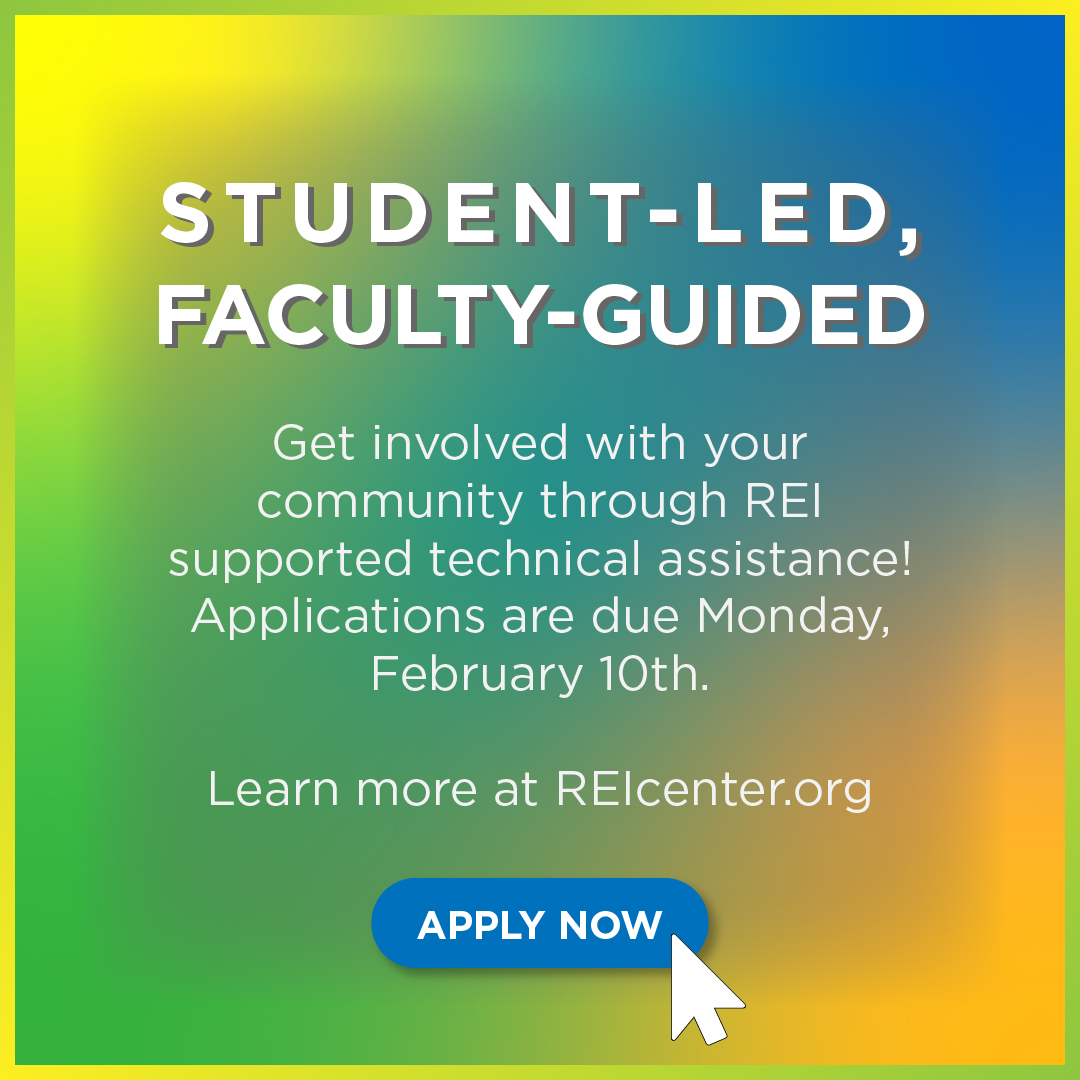 STUDENT-LED,
FACULTY-GUIDED
Get involved with your
community through REI
supported technical assistance!
Applications are due Monday,
February 10th.
Learn more at REIcenter.org
APPLY NOW